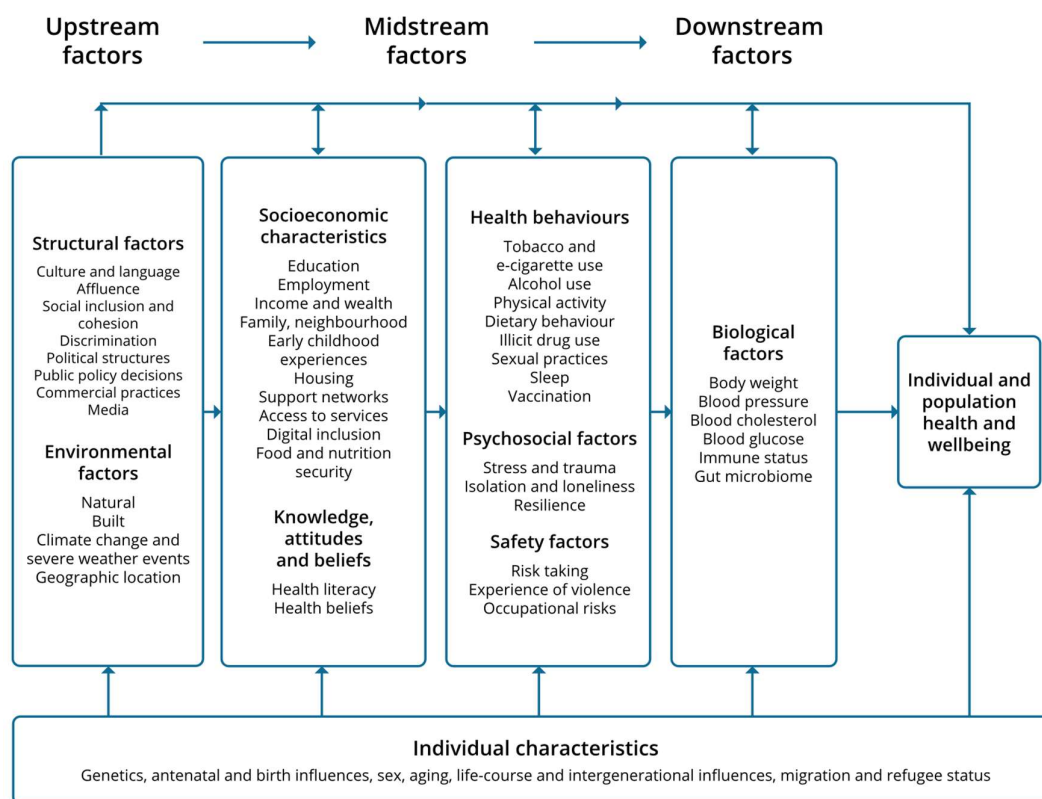 Upstream
factors
Midstream
factors
Downstream
factors
Structural factors
Culture and language
Affluence
Social inclusion and
cohesion
Discrimination
Political structures
Public policy decisions
Commercial practices
Media
Environmental
factors
Natural
Built
Climate change and
severe weather events
Geographic location
Socioeconomic
characteristics
Education
Employment
Income and wealth
Family, neighbourhood
Early childhood
experiences
Housing
Support networks
Access to services
Digital inclusion
Food and nutrition
security
Knowledge,
attitudes
and beliefs
Health literacy
Health beliefs
Health behaviours
Tobacco and
e-cigarette use
Alcohol use
Physical activity
Dietary behaviour
Illicit drug use
Sexual practices
Sleep
Vaccination
Psychosocial factors
Stress and trauma
Isolation and loneliness
Resilience
Safety factors
Risk taking
Experience of violence
Occupational risks
Biological
factors
Body weight
Blood pressure
Blood cholesterol
Blood glucose
Immune status
Gut microbiome
Individual and
population
health and
wellbeing
Individual characteristics
Genetics, antenatal and birth influences, sex, aging, life-course and intergenerational influences, migration and refugee status